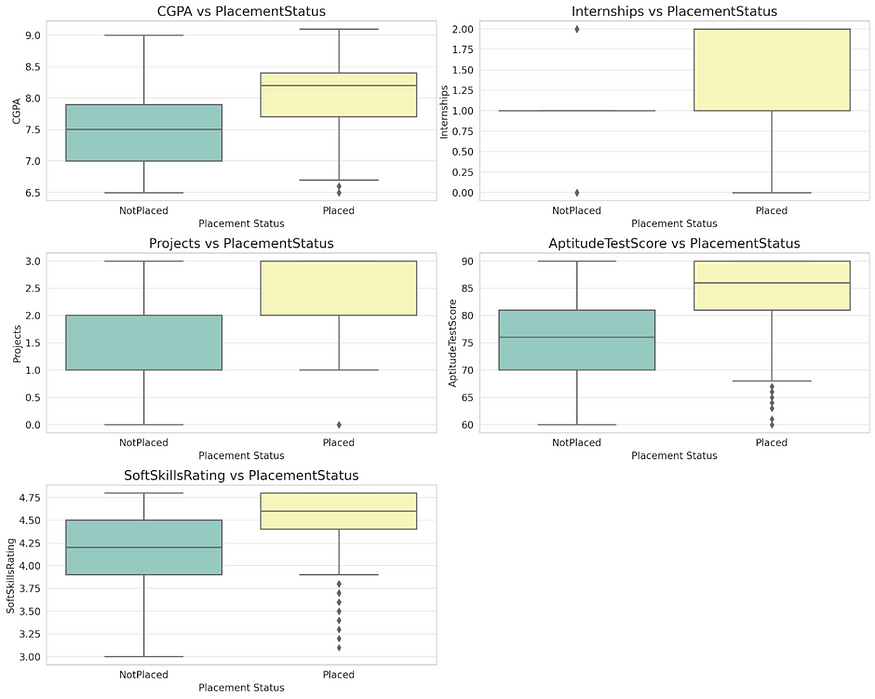 CGPA vs PlacementStatus
CGPA
9.0
8.5
8.0
7.5
7.0
6.5
NotPlaced
Placed
Placement Status
Internships vs PlacementStatus
Internships
2.00
1.75
1.50
1.25
1.00
0.75
0.50
0.25
0.00
NotPlaced
Placed
Placement Status
Projects vs PlacementStatus
Projects
3.0
2.5
2.0
1.5
1.0
0.5
0.0
NotPlaced
Placed
Placement Status
AptitudeTestScore vs PlacementStatus
AptitudeTestScore
90
85
80
75
70
65
60
NotPlaced
Placed
Placement Status
SoftSkillsRating vs PlacementStatus
SoftSkillsRating
4.75
4.50
4.25
4.00
3.75
3.50
3.25
3.00
NotPlaced
Placed
Placement Status